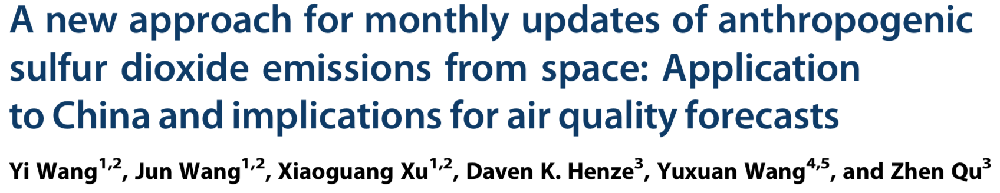 A new approach for monthly updates of anthropogenic
sulfur dioxide emissions from space: Application
to China and implications for air quality forecasts
Yi Wang1,2, Jun Wang1,2, Xiaoguang Xu1,2, Daven K. Henze3, Yuxuan Wang4,5, and Zhen Qu3